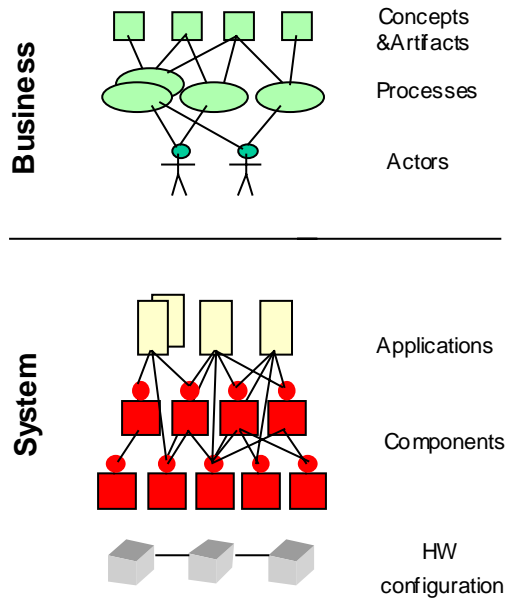 Business
Concepts
&Artifacts
Processes
Actors
System
Applications
Components
HW
configuration